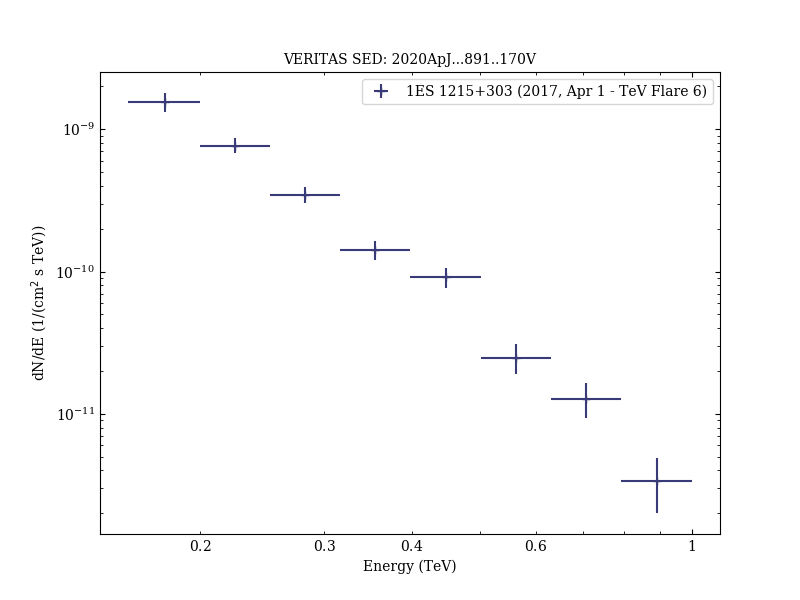 VERITAS SED: 2020ApJ...891..170V
1ES 1215+303 (2017, Apr 1 - TeV Flare 6)
dN/dE (1/(cm² s TeV))
10⁻⁹
10⁻¹⁰
10⁻¹¹
0.2 0.3 0.4 0.6 1
Energy (TeV)